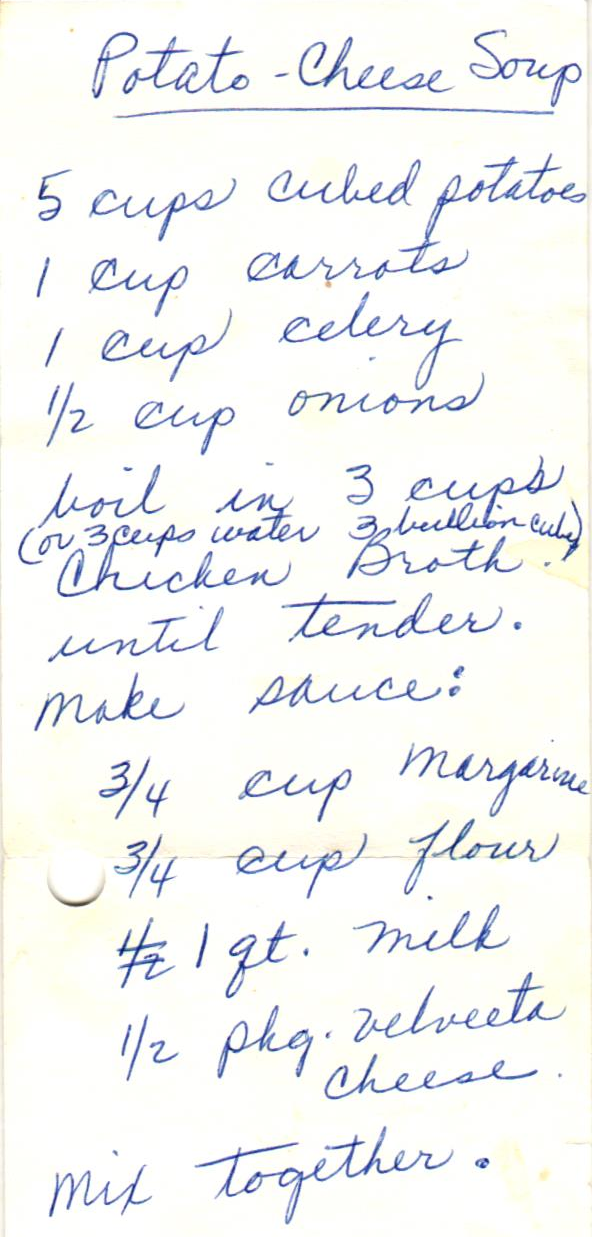 Potato-Cheese Soup
5 cups cubed potatoes
1 cup carrots
1 cup celery
1/2 cup onions
boil in 3 cups
(or 3 cups water 3 bullion cubes)
Chicken Broth.
until tender.
Make sauce:
3/4 cup Margarine
3/4 cup flour
1/2 1 qt. milk
1/2 pkg. velveeta
cheese.
Mix together.